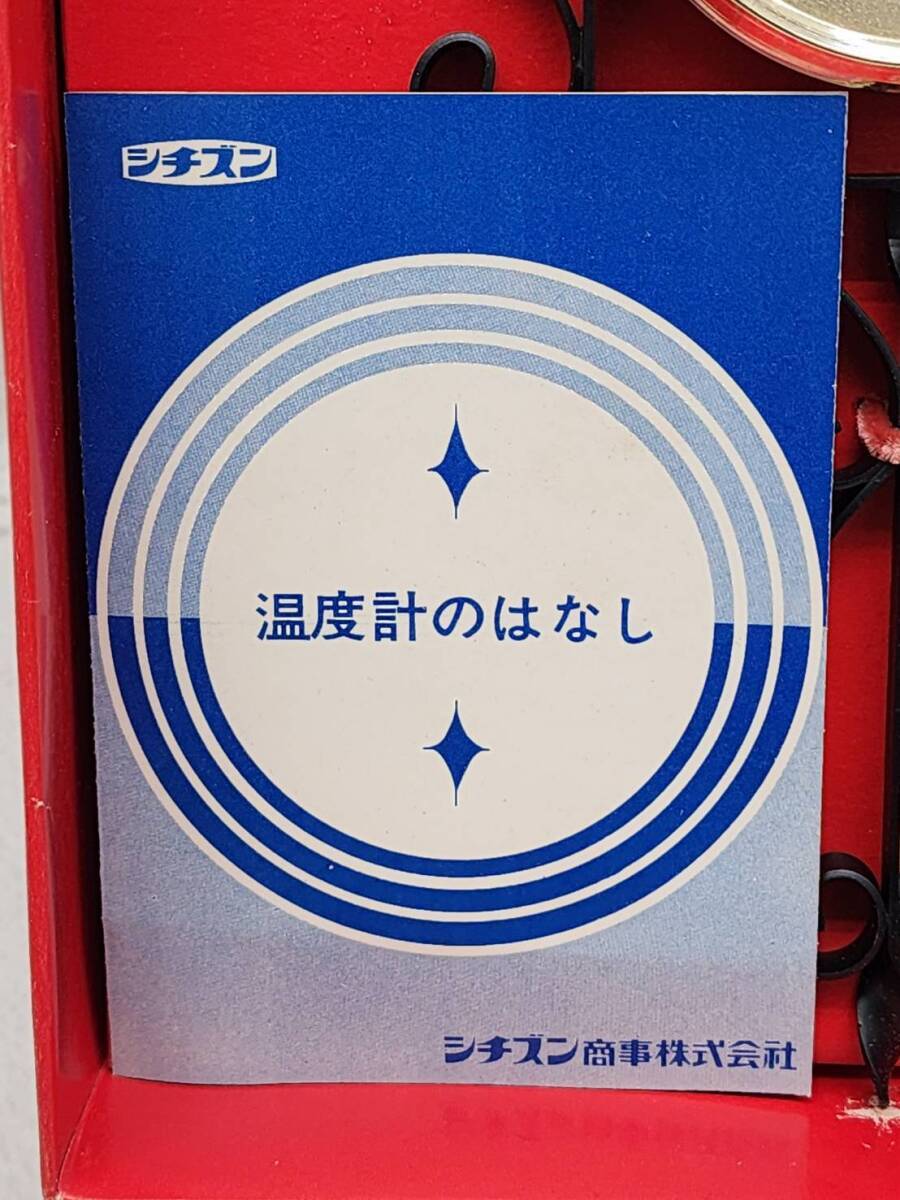 シチズン
温度計のはなし
シチズン商事株式会社